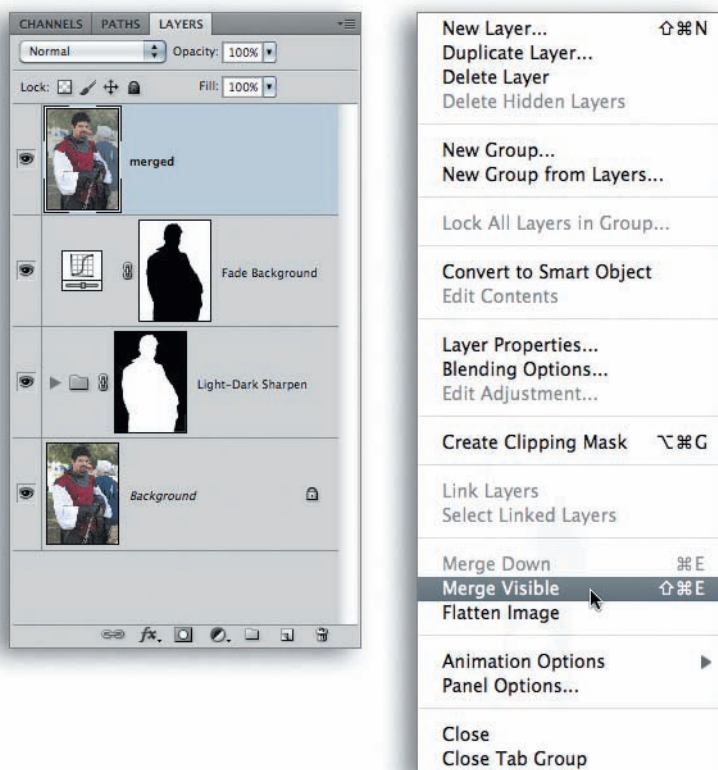 CHANNELS PATHS LAYERS
Normal Opacity: 100%
Lock: Fill: 100%
merged
Fade Background
Light-Dark Sharpen
Background
fx.
New Layer... ⇧⌘N
Duplicate Layer...
Delete Layer
Delete Hidden Layers
New Group...
New Group from Layers...
Lock All Layers in Group...
Convert to Smart Object
Edit Contents
Layer Properties...
Blending Options...
Edit Adjustment...
Create Clipping Mask ⌥⌘G
Link Layers
Select Linked Layers
Merge Down ⌘E
Merge Visible ⇧⌘E
Flatten Image
Animation Options
Panel Options...
Close
Close Tab Group